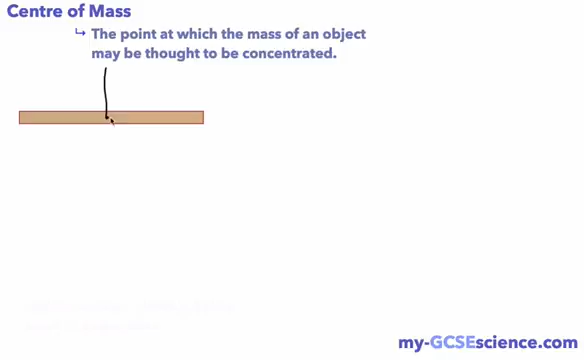 Centre of Mass
↳ The point at which the mass of an object
may be thought to be concentrated.
my-GCSEscience.com